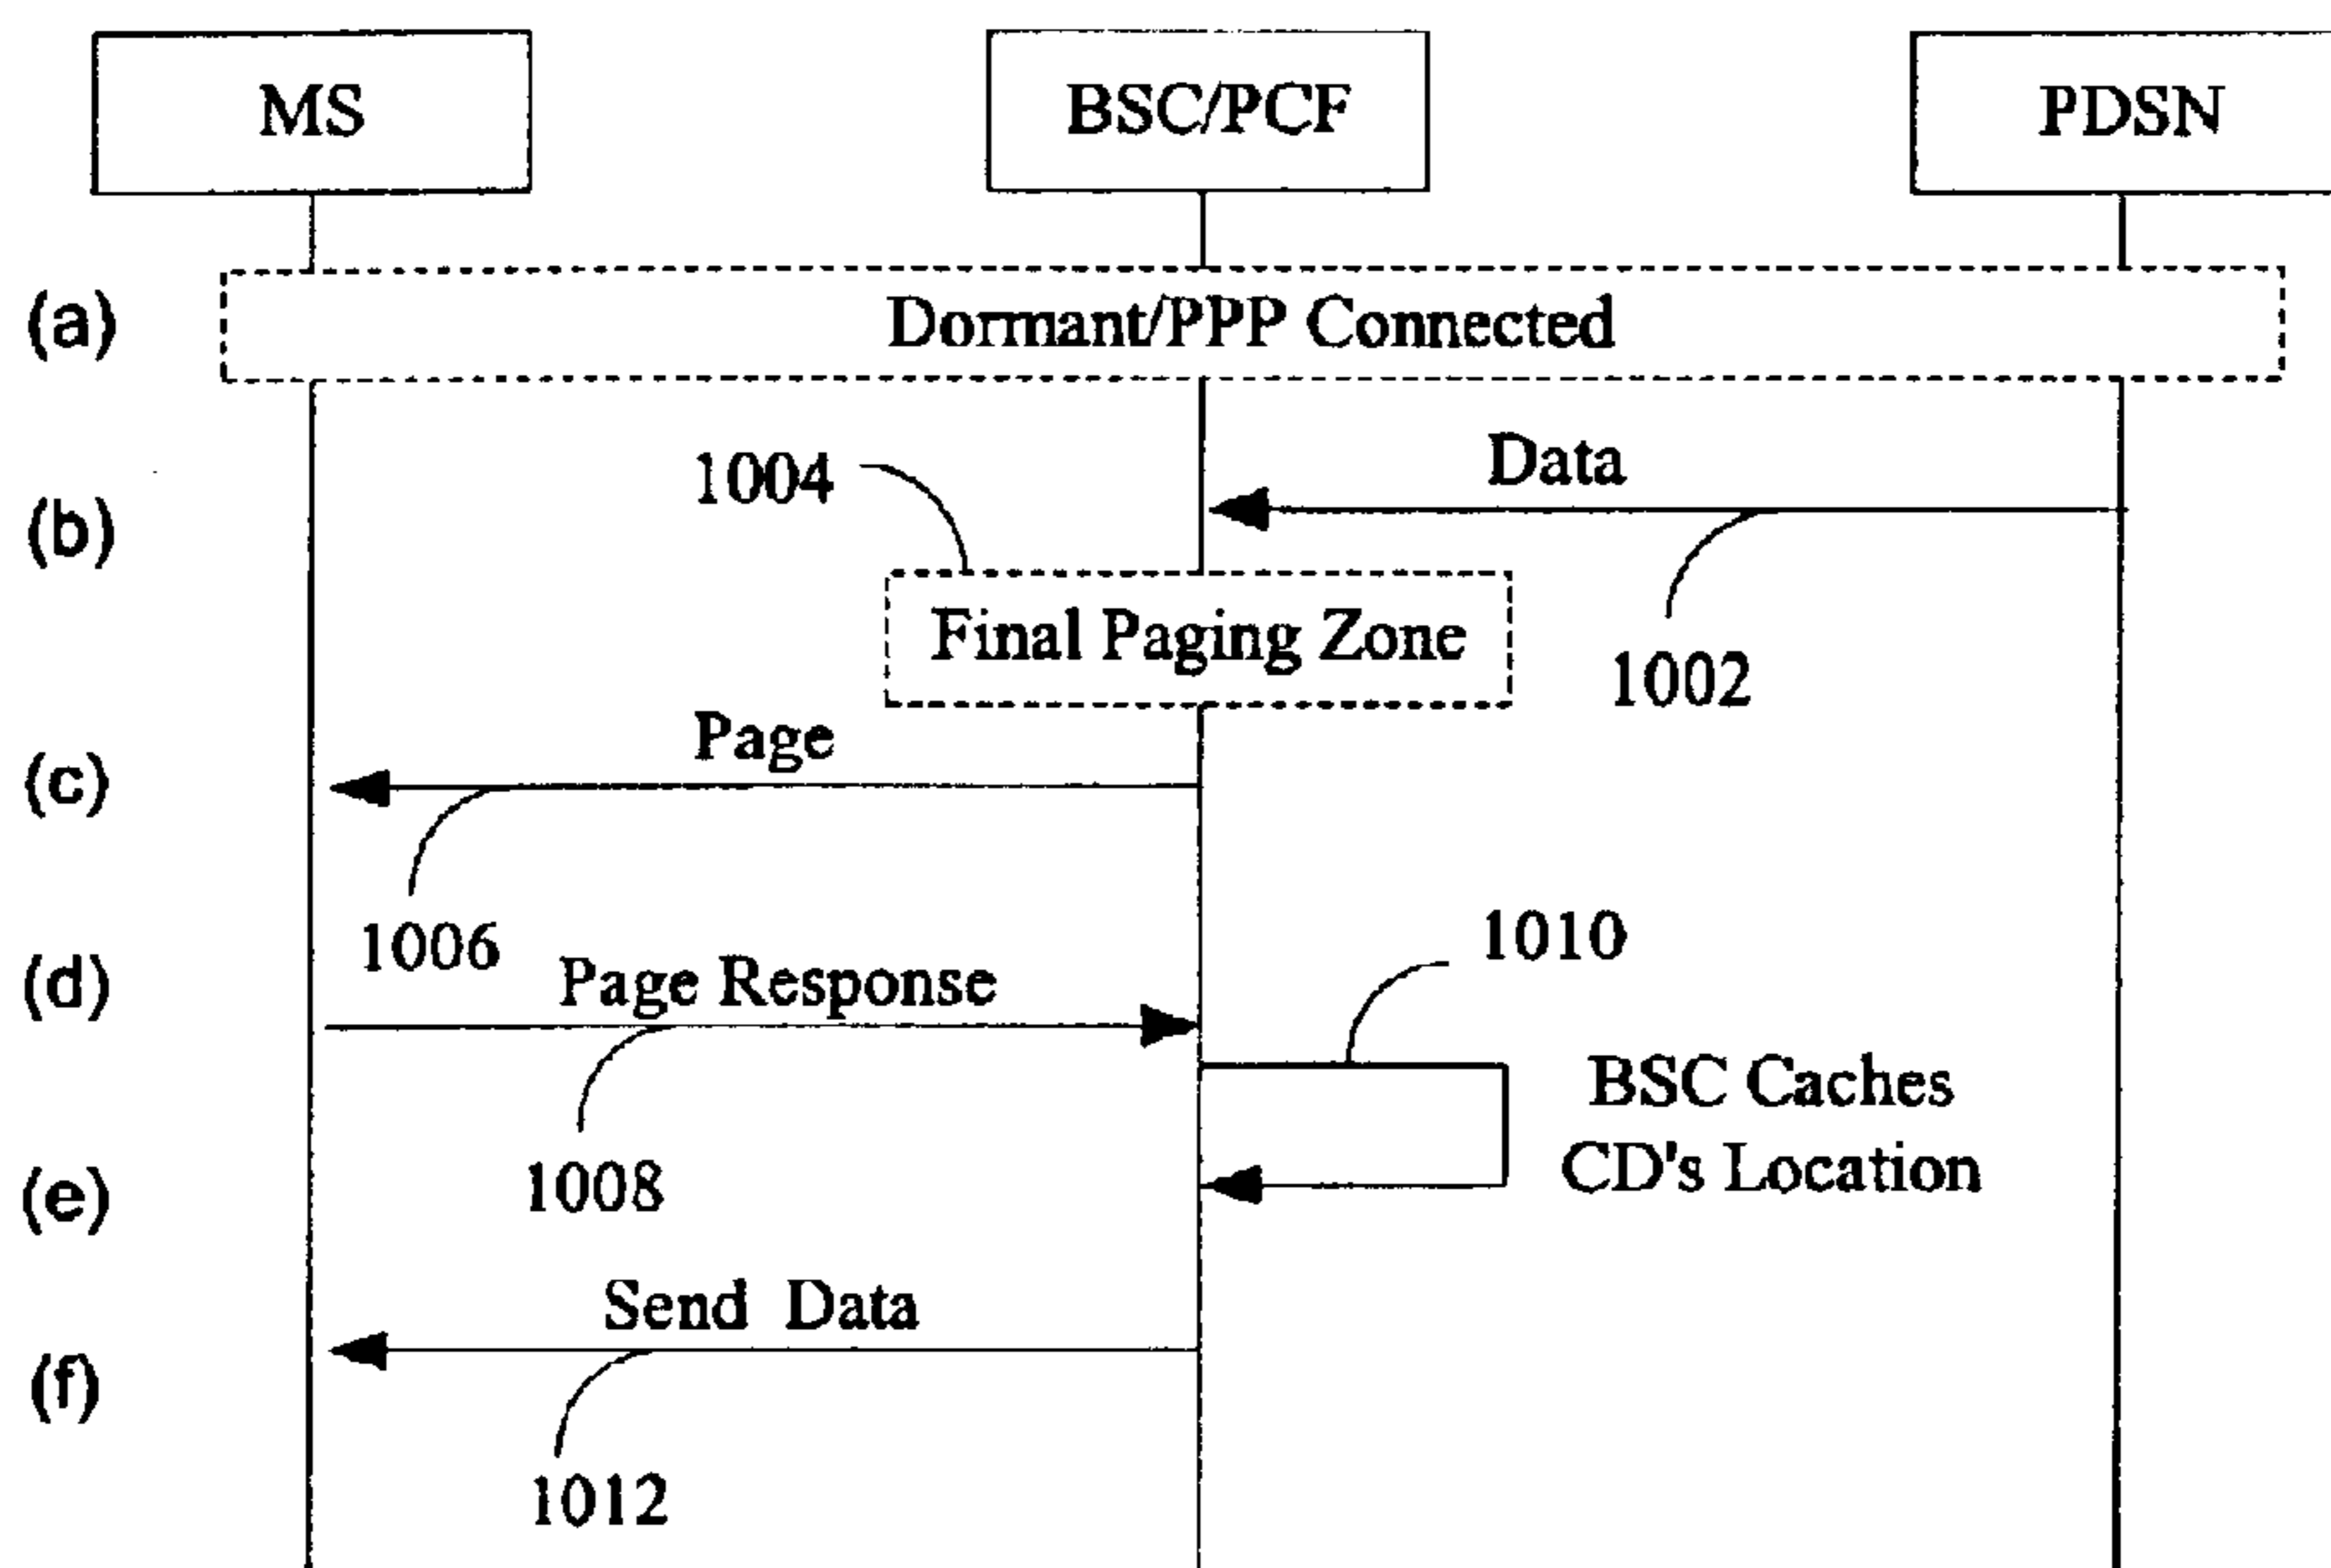 MS
BSC/PCF
PDSN
(a)
Dormant/PPP Connected
Data
1004
(b)
Final Paging Zone
1002
Page
(c)
1006
1010
(d)
Page Response
BSC Caches
CD's Location
1008
(e)
Send Data
(f)
1012